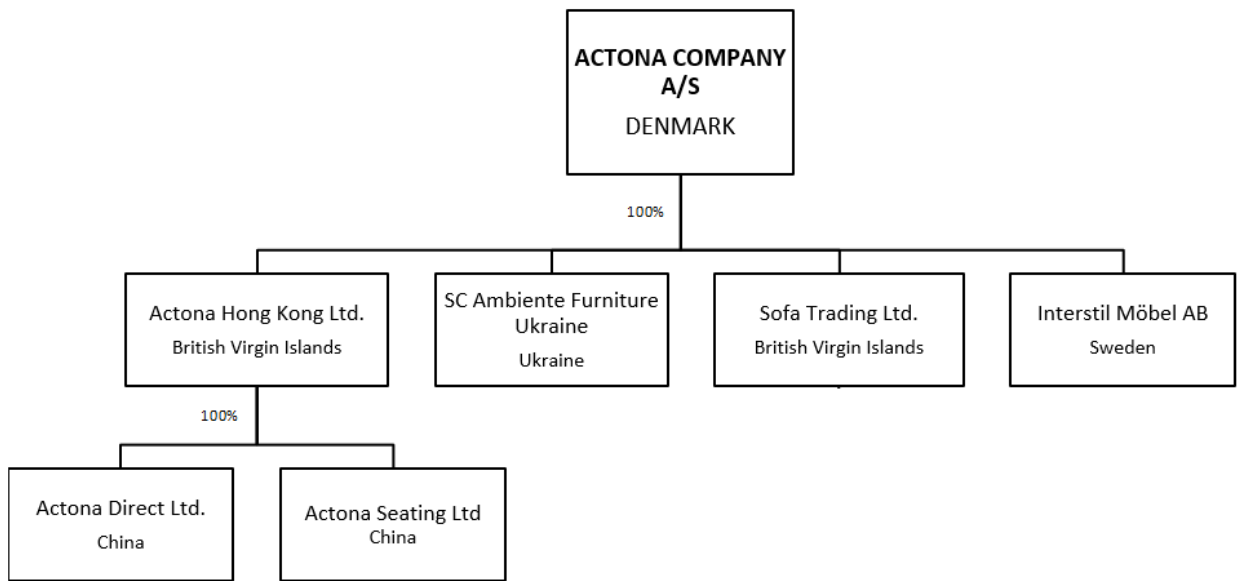 ACTONA COMPANY
A/S
DENMARK
100%
Actona Hong Kong Ltd.
British Virgin Islands
SC Ambiente Furniture
Ukraine
Ukraine
Sofa Trading Ltd.
British Virgin Islands
Interstil Möbel AB
Sweden
100%
Actona Direct Ltd.
China
Actona Seating Ltd
China